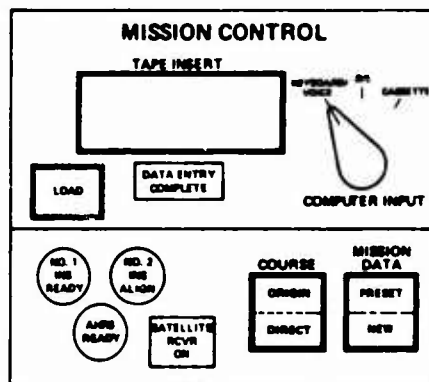 MISSION CONTROL
TAPE INSERT
KEYBOARD/
VOICE
CASSETTE
DATA ENTRY
COMPLETE
LOAD
COMPUTER INPUT
NO. 1
INS
READY
NO. 2
INS
ALIGN
AHRS
READY
SATELLITE
RCVR
ON
COURSE
ORIGIN
DIRECT
MISSION
DATA
PRESET
NEW